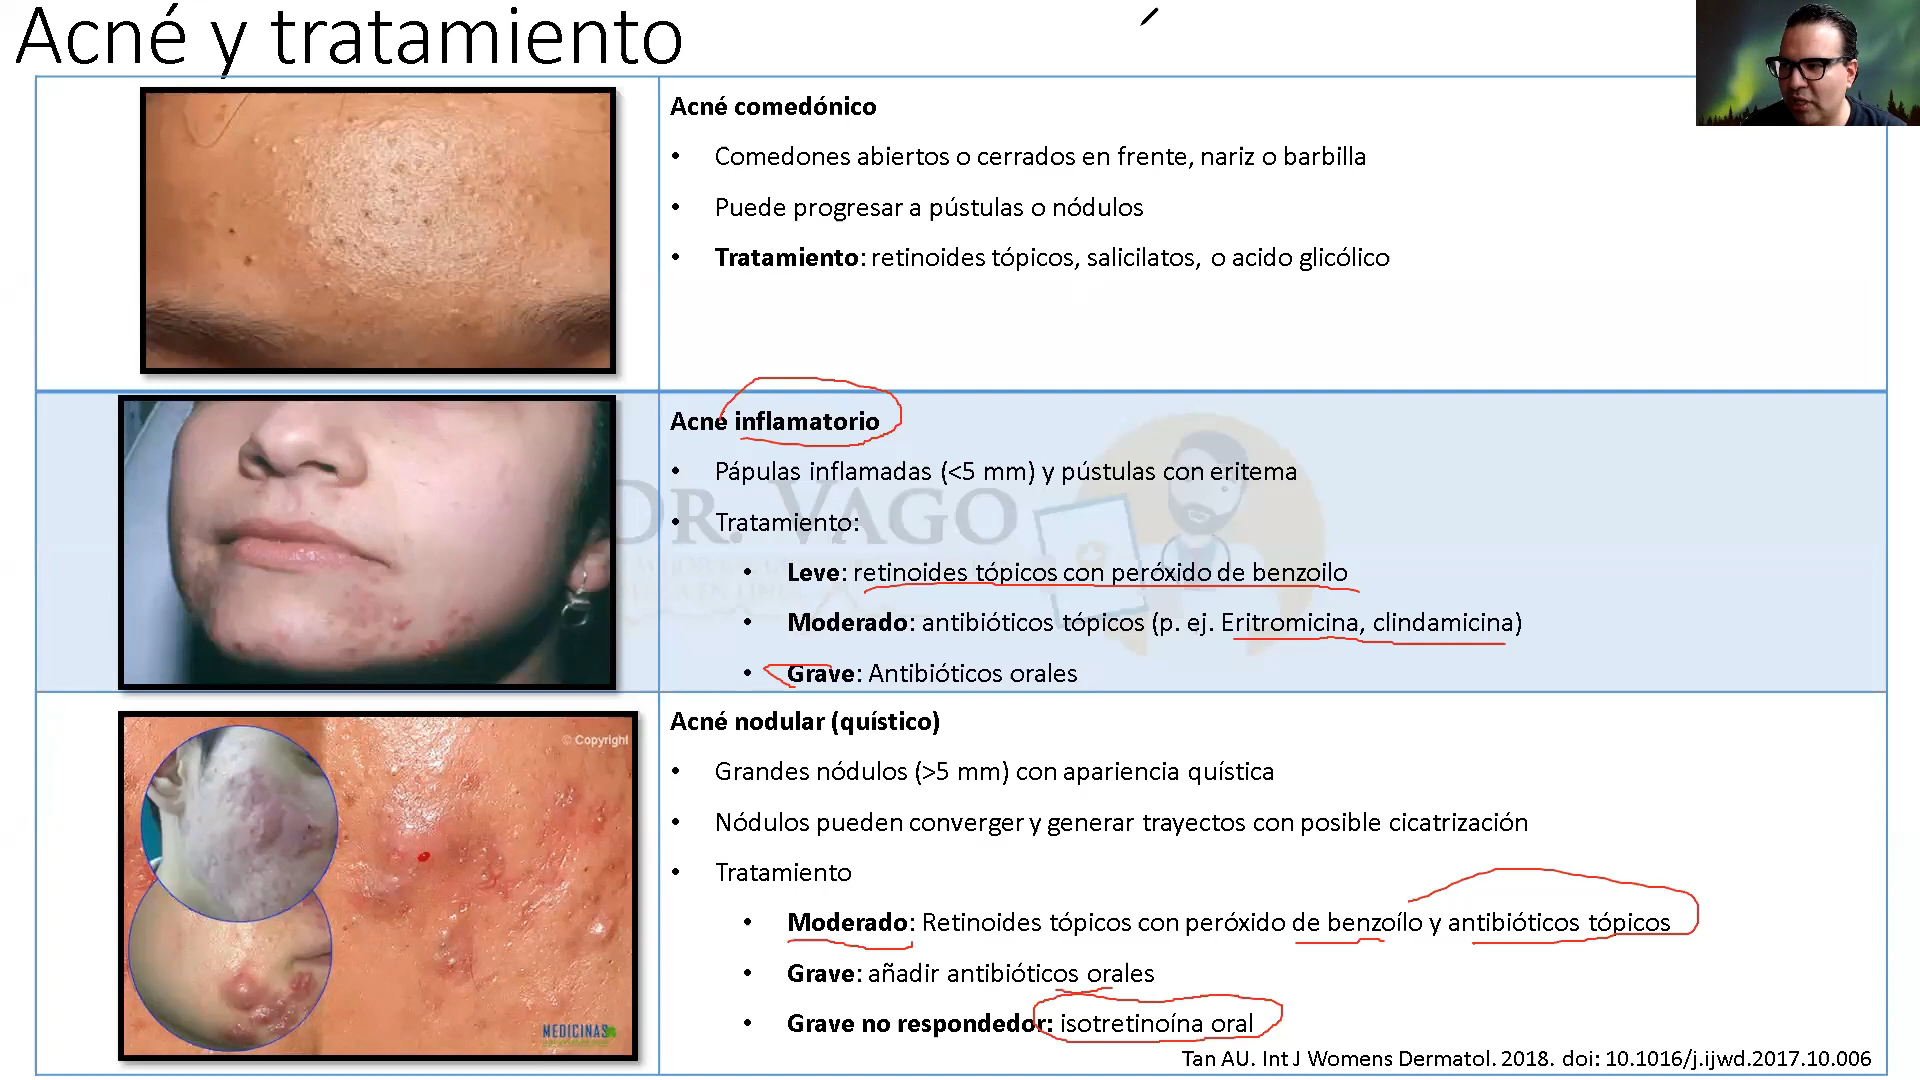 Acné y tratamiento
Acné comedónico
• Comedones abiertos o cerrados en frente, nariz o barbilla
• Puede progresar a pústulas o nódulos
• Tratamiento: retinoides tópicos, salicilatos, o acido glicólico
Acné inflamatorio
• Pápulas inflamadas (<5 mm) y pústulas con eritema
DR. VAGO
• Tratamiento:
• Leve: retinoides tópicos con peróxido de benzoilo
• Moderado: antibióticos tópicos (p. ej. Eritromicina, clindamicina)
• Grave: Antibióticos orales
© Copyright
Acné nodular (quístico)
• Grandes nódulos (>5 mm) con apariencia quística
• Nódulos pueden converger y generar trayectos con posible cicatrización
• Tratamiento
• Moderado: Retinoides tópicos con peróxido de benzoílo y antibióticos tópicos
• Grave: añadir antibióticos orales
• Grave no respondedor: isotretinoína oral
MEDICINAS
Tan AU. Int J Womens Dermatol. 2018. doi: 10.1016/j.ijwd.2017.10.006